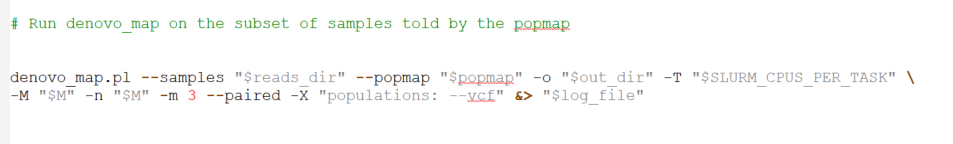 # Run denovo_map on the subset of samples told by the popmap
denovo_map.pl --samples "$reads_dir" --popmap "$popmap" -o "$out_dir" -T "$SLURM_CPUS_PER_TASK" \
-M "$M" -n "$M" -m 3 --paired -X "populations: --vcf" &> "$log_file"